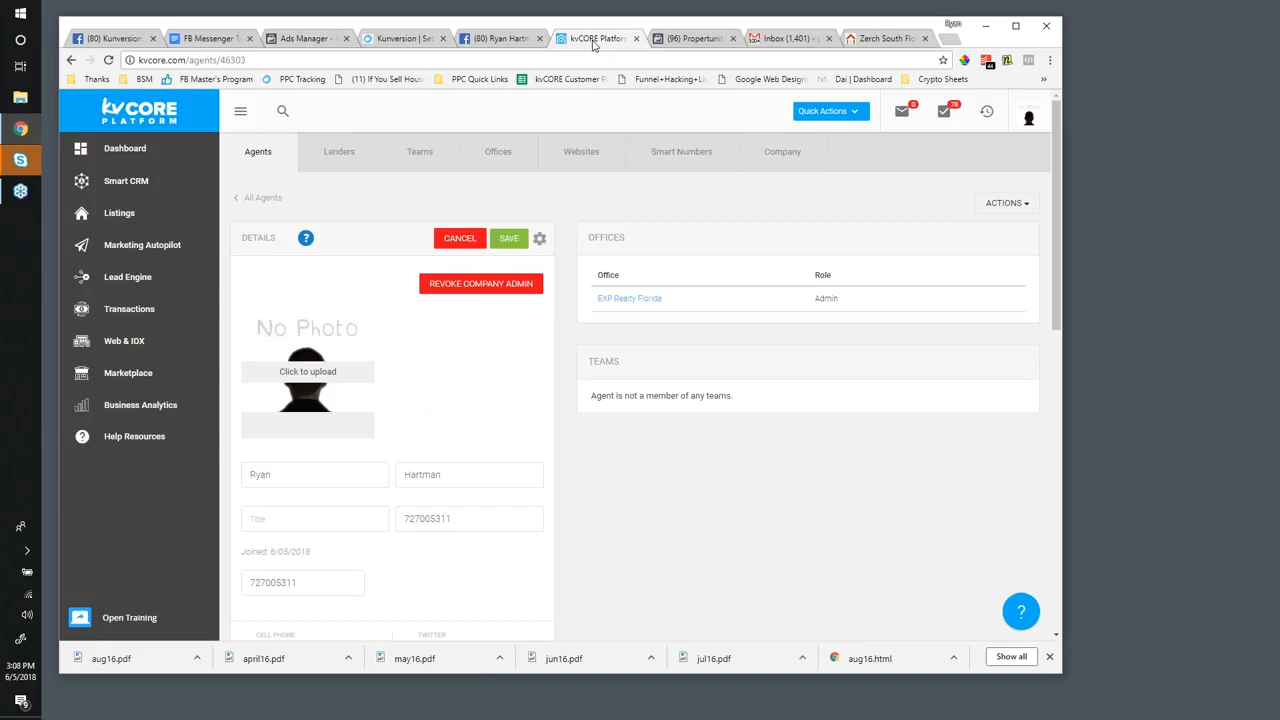 Ryan
(80) Kunversion
FB Messenger T
Ads Manager -
Kunversion | Set
(80) Ryan Hartm
kvCORE Platform
(96) Propertunit
Inbox (1,401) -
Zerch South Flo
kvcore.com/agents/46303
Thanks
BSM
FB Master's Program
PPC Tracking
(11) If You Sell Hous
PPC Quick Links
kvCORE Customer P
Funnel+Hacking+Li
Google Web Design
Dai | Dashboard
Crypto Sheets
»
kvCORE
PLATFORM
Quick Actions
0
78
Dashboard
Smart CRM
Listings
Marketing Autopilot
Lead Engine
Transactions
Web & IDX
Marketplace
Business Analytics
Help Resources
Open Training
Agents
Lenders
Teams
Offices
Websites
Smart Numbers
Company
All Agents
ACTIONS
DETAILS
?
CANCEL
SAVE
REVOKE COMPANY ADMIN
No Photo
Click to upload
Ryan
Hartman
Title
727005311
Joined: 6/05/2018
727005311
CELL PHONE
TWITTER
OFFICES
Office
Role
EXP Realty Florida
Admin
TEAMS
Agent is not a member of any teams.
?
aug16.pdf
april16.pdf
may16.pdf
jun16.pdf
jul16.pdf
aug16.html
Show all
3:08 PM
6/5/2018